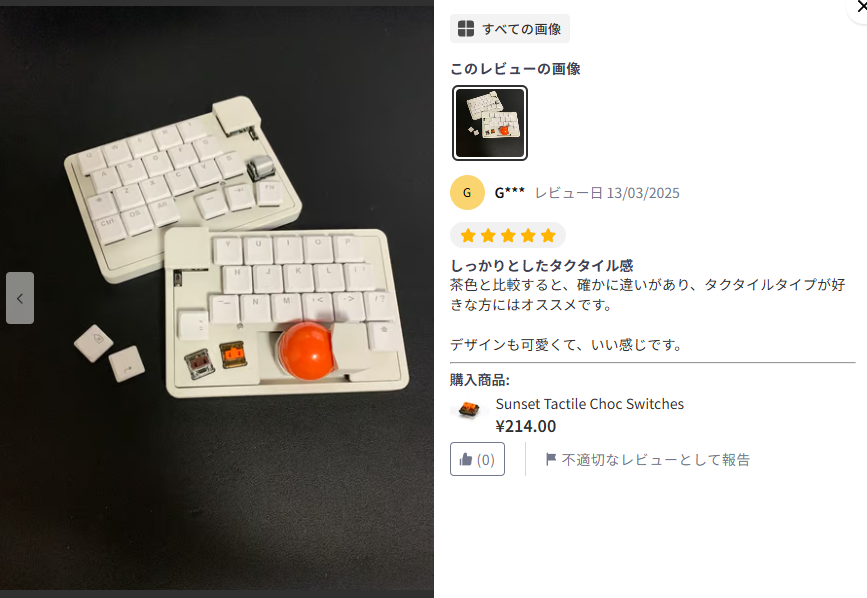 すべての画像
このレビューの画像
G
G*** レビュー日 13/03/2025
しっかりとしたタクタイル感
茶色と比較すると、確かに違いがあり、タクタイルタイプが好
きな方にはオススメです。
デザインも可愛くて、いい感じです。
購入商品:
Sunset Tactile Choc Switches
¥214.00
(0)
不適切なレビューとして報告
Q W
A S D
Z X C V
Ctrl OS Alt
Fn
Y U I O P
H J K L
N M